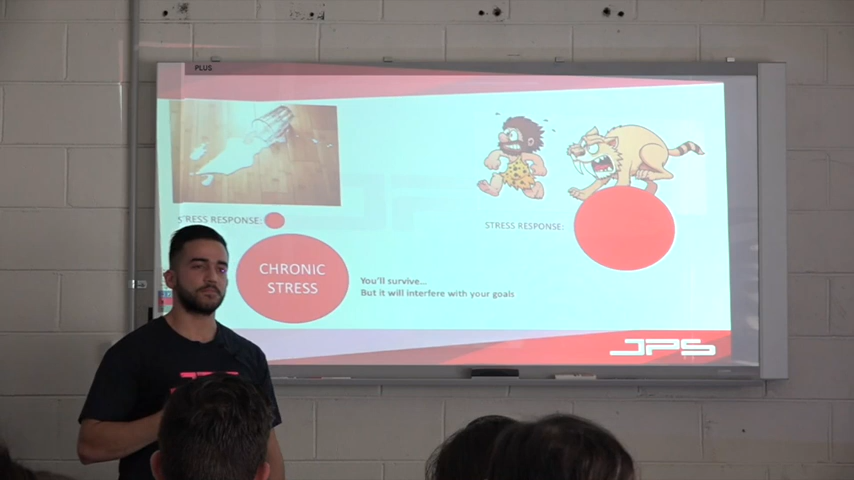 PLUS.
STRESS RESPONSE:
CHRONIC
STRESS
You'll survive...
But it will interfere with your goals
STRESS RESPONSE:
JPS